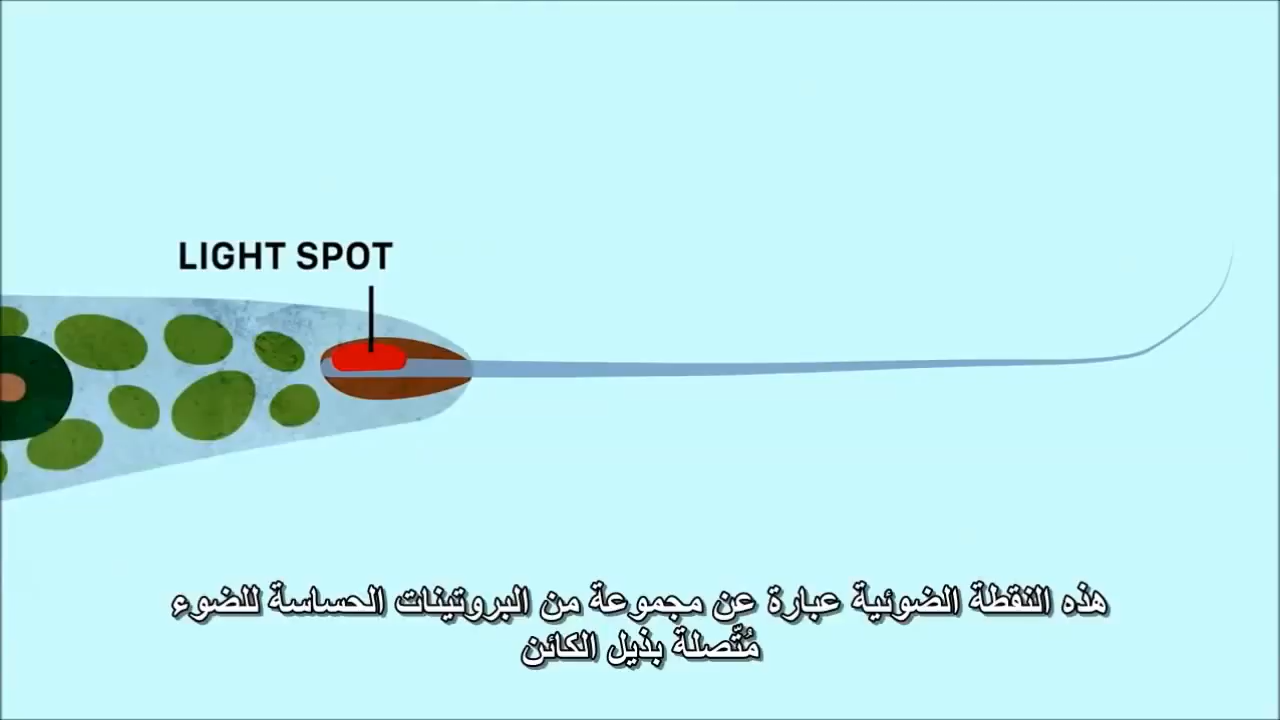 LIGHT SPOT
هذه النقطة الضوئية عبارة عن مجموعة من البروتينات الحساسة للضوء
مُتّصلة بذيل الكائن